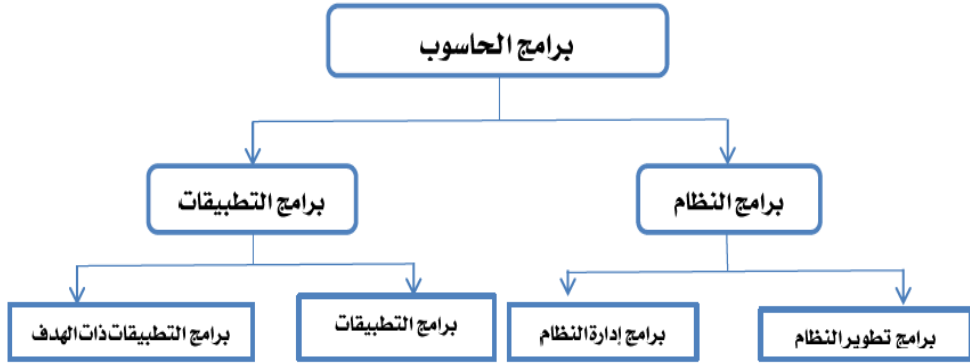 برامج الحاسوب
برامج النظام
برامج التطبيقات
برامج تطوير النظام
برامج إدارة النظام
برامج التطبيقات
برامج التطبيقات ذات الهدف